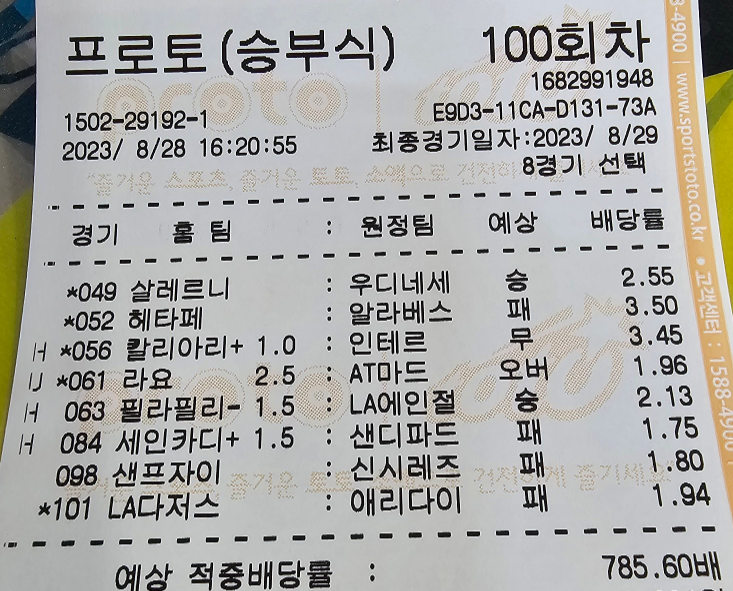 프로토(승부식) 100회차
1682991948
1502-29192-1 E9D3-11CA-D131-73A
2023/ 8/28 16:20:55 최종경기일자:2023/ 8/29
8경기 선택
경기 홈 팀 : 원정팀 예상 배당률
*049 살레르니 : 우디네세 승 2.55
*052 헤타페 : 알라베스 패 3.50
H *056 칼리아리+ 1.0 : 인테르 무 3.45
U *061 라요 2.5 : AT마드 오버 1.96
H 063 필라필리- 1.5 : LA에인절 승 2.13
H 084 세인카디+ 1.5 : 샌디파드 패 1.75
098 샌프자이 : 신시레즈 패 1.80
*101 LA다저스 : 애리다이 패 1.94
예상 적중배당률 : 785.60배
8-4900 | www.sportstoto.co.kr ● 고객센터 : 1588-4900
proto